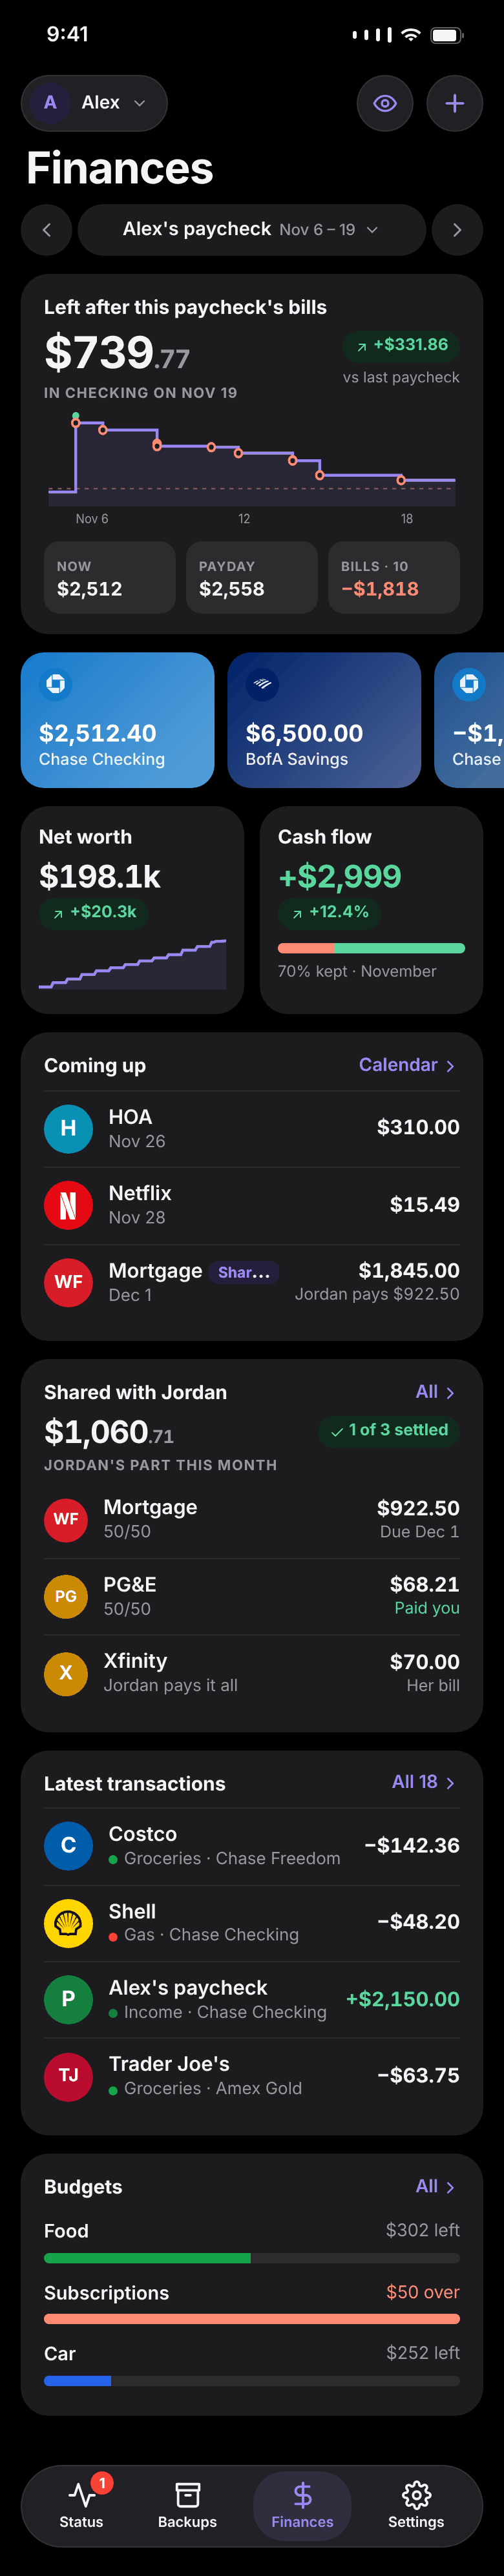 9:41
A Alex
Finances
Alex's paycheck Nov 6 – 19
Left after this paycheck's bills
$739.77
+$331.86
vs last paycheck
IN CHECKING ON NOV 19
Nov 6 12 18
NOW
$2,512
PAYDAY
$2,558
BILLS · 10
−$1,818
$2,512.40
Chase Checking
$6,500.00
BofA Savings
−$1,
Chase
Net worth
$198.1k
+$20.3k
Cash flow
+$2,999
+12.4%
70% kept · November
Coming up
Calendar
H
HOA
Nov 26
$310.00
N
Netflix
Nov 28
$15.49
WF
Mortgage Shar...
Dec 1
$1,845.00
Jordan pays $922.50
Shared with Jordan
All
$1,060.71
1 of 3 settled
JORDAN'S PART THIS MONTH
WF
Mortgage
50/50
$922.50
Due Dec 1
PG
PG&E
50/50
$68.21
Paid you
X
Xfinity
Jordan pays it all
$70.00
Her bill
Latest transactions
All 18
C
Costco
Groceries · Chase Freedom
−$142.36
Shell
Gas · Chase Checking
−$48.20
P
Alex's paycheck
Income · Chase Checking
+$2,150.00
TJ
Trader Joe's
Groceries · Amex Gold
−$63.75
Budgets
All
Food
$302 left
Subscriptions
$50 over
Car
$252 left
1
Status
Backups
Finances
Settings